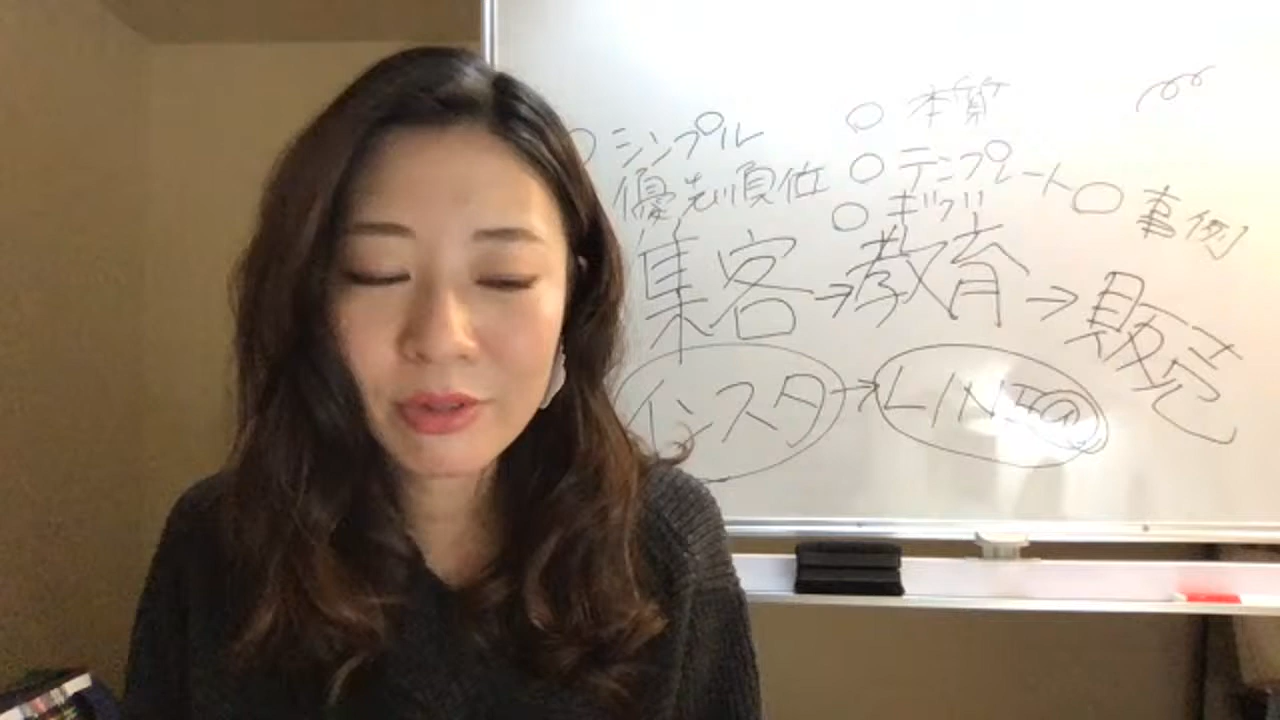 ○ シンプル
優先順位
○ 本質
○ テンプレート
○ ギブ
○ 事例
集客→教育→販売
インスタ→LINE@